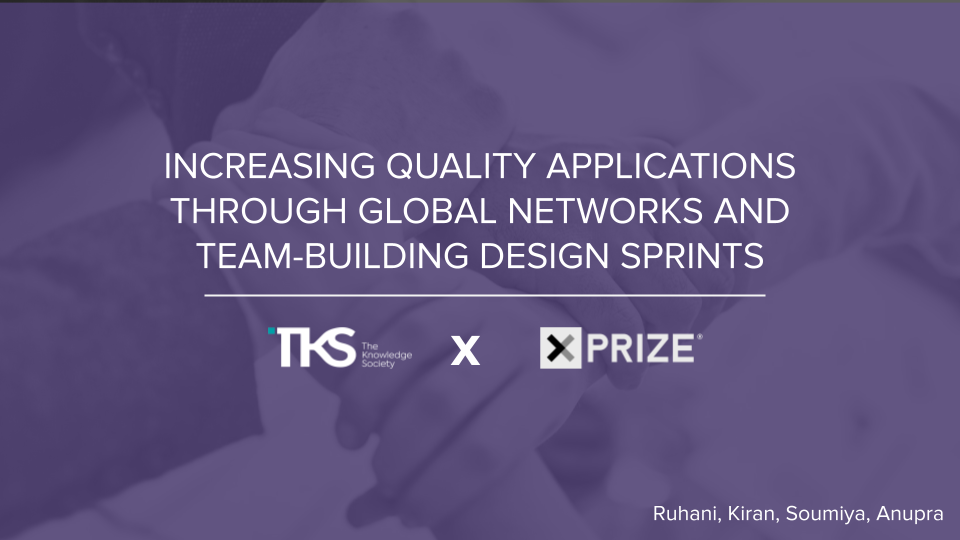 INCREASING QUALITY APPLICATIONS
THROUGH GLOBAL NETWORKS AND
TEAM-BUILDING DESIGN SPRINTS
TKS The Knowledge Society X XPRIZE®
Ruhani, Kiran, Soumiya, Anupra